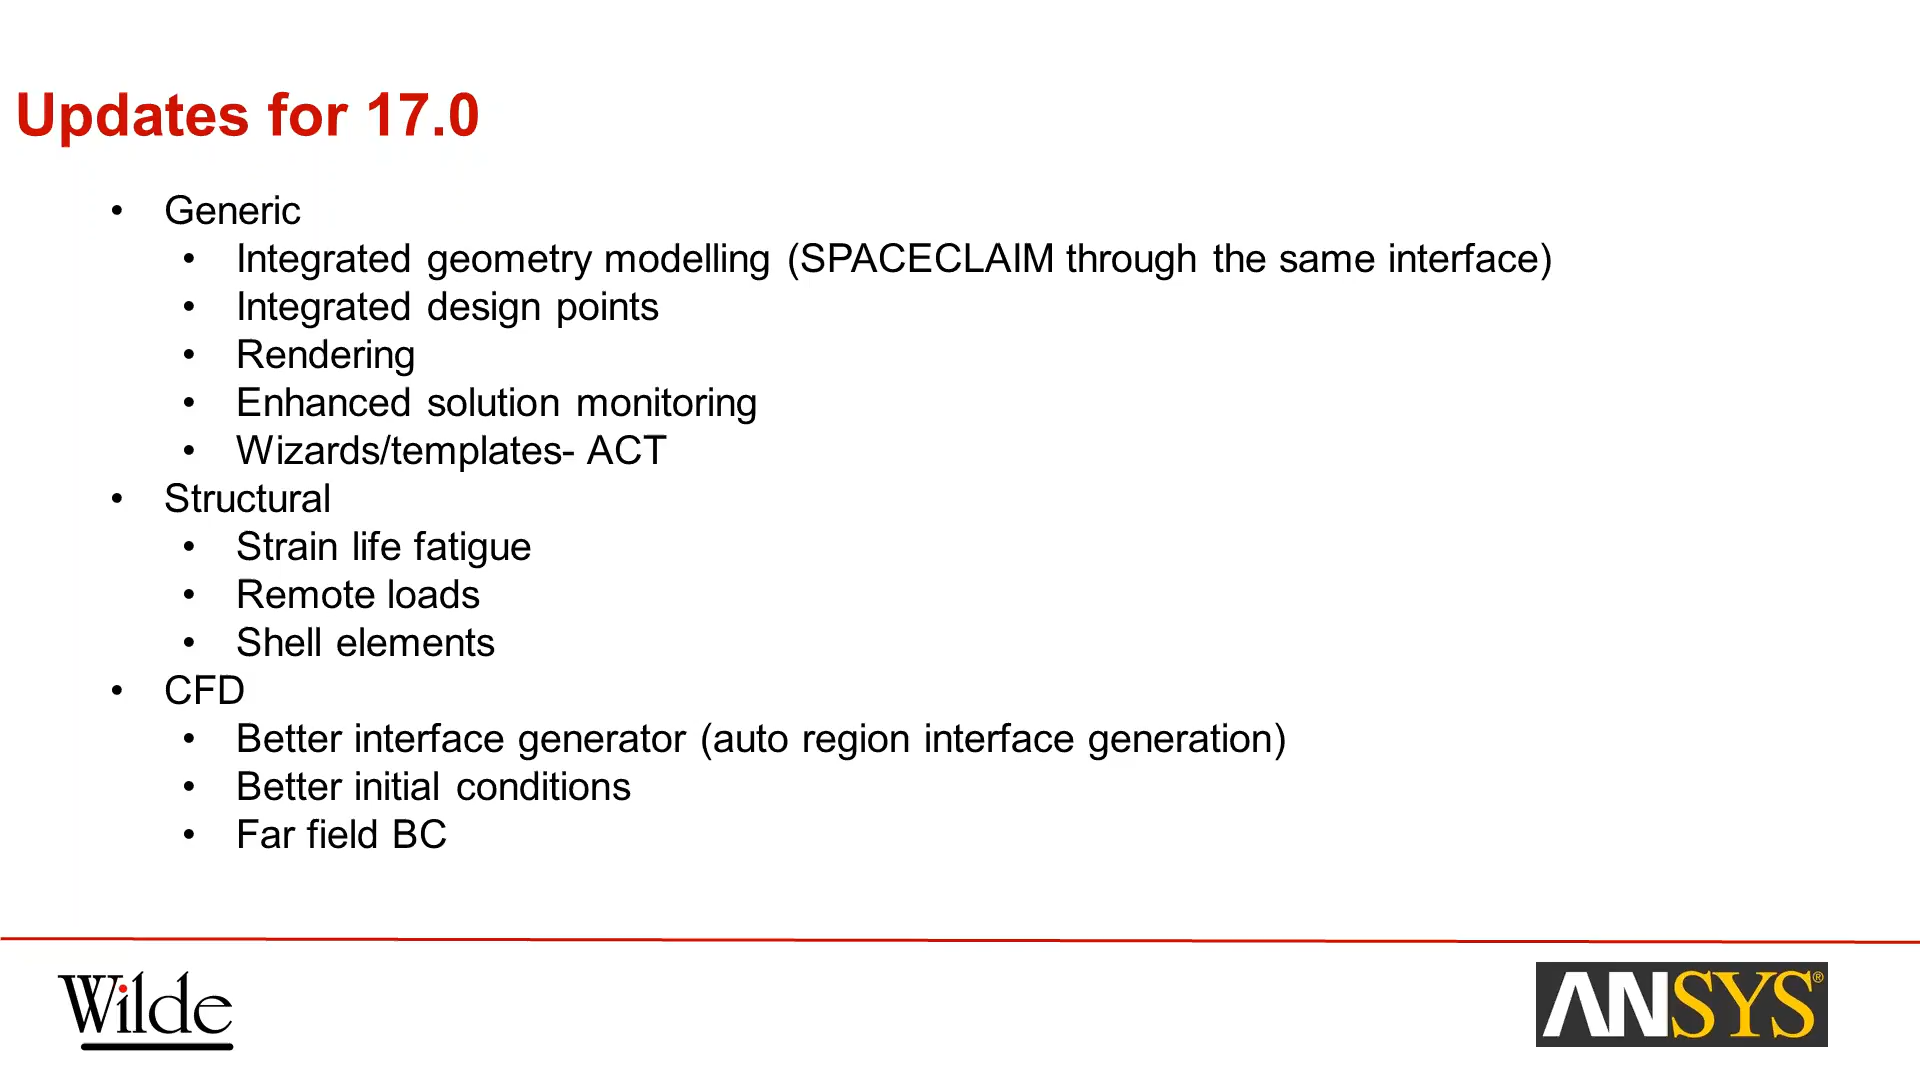 Updates for 17.0
• Generic
• Integrated geometry modelling (SPACECLAIM through the same interface)
• Integrated design points
• Rendering
• Enhanced solution monitoring
• Wizards/templates- ACT
• Structural
• Strain life fatigue
• Remote loads
• Shell elements
• CFD
• Better interface generator (auto region interface generation)
• Better initial conditions
• Far field BC
Wilde
ANSYS®